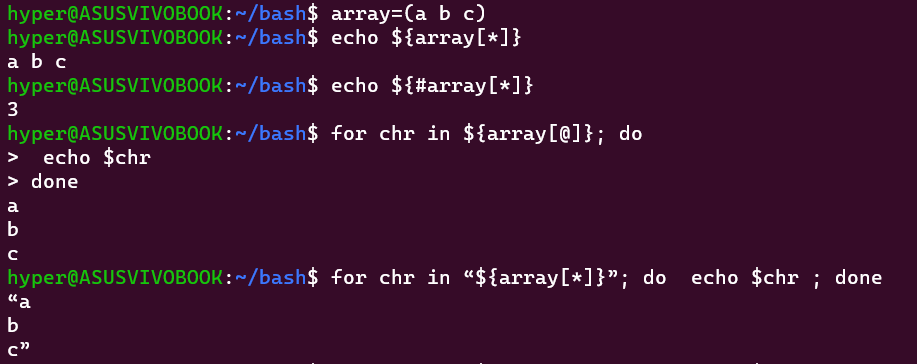 hyper@ASUSVIVOBOOK:~/bash$ array=(a b c)
hyper@ASUSVIVOBOOK:~/bash$ echo ${array[*]}
a b c
hyper@ASUSVIVOBOOK:~/bash$ echo ${#array[*]}
3
hyper@ASUSVIVOBOOK:~/bash$ for chr in ${array[@]}; do
>  echo $chr
> done
a
b
c
hyper@ASUSVIVOBOOK:~/bash$ for chr in “${array[*]}”; do  echo $chr ; done
“a
b
c”